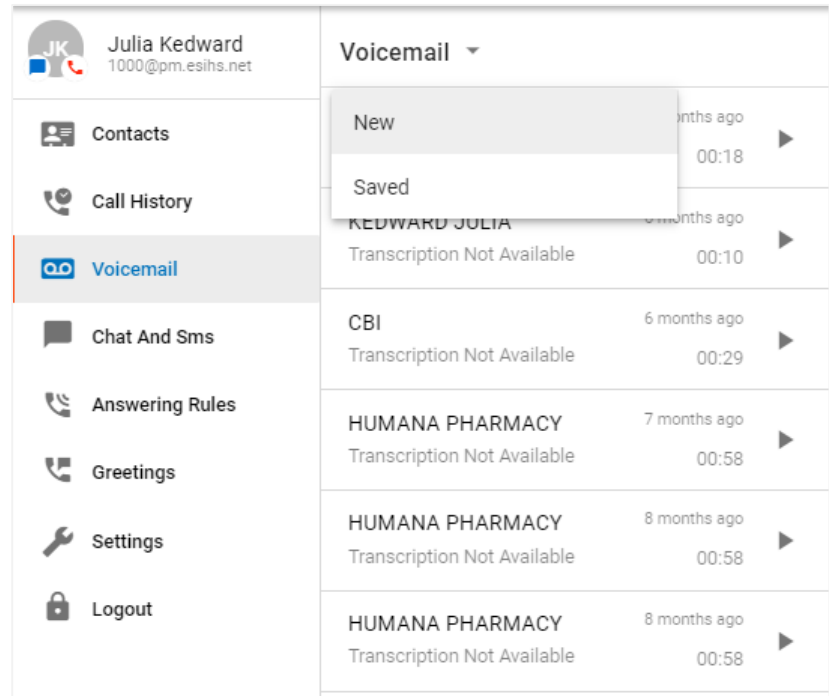 JK
Julia Kedward
1000@pm.esihs.net
Contacts
Call History
Voicemail
Chat And Sms
Answering Rules
Greetings
Settings
Logout
Voicemail
New
Saved
00:18
KEDWARD JULIA
months ago
Transcription Not Available
00:10
CBI
6 months ago
Transcription Not Available
00:29
HUMANA PHARMACY
7 months ago
Transcription Not Available
00:58
HUMANA PHARMACY
8 months ago
Transcription Not Available
00:58
HUMANA PHARMACY
8 months ago
Transcription Not Available
00:58